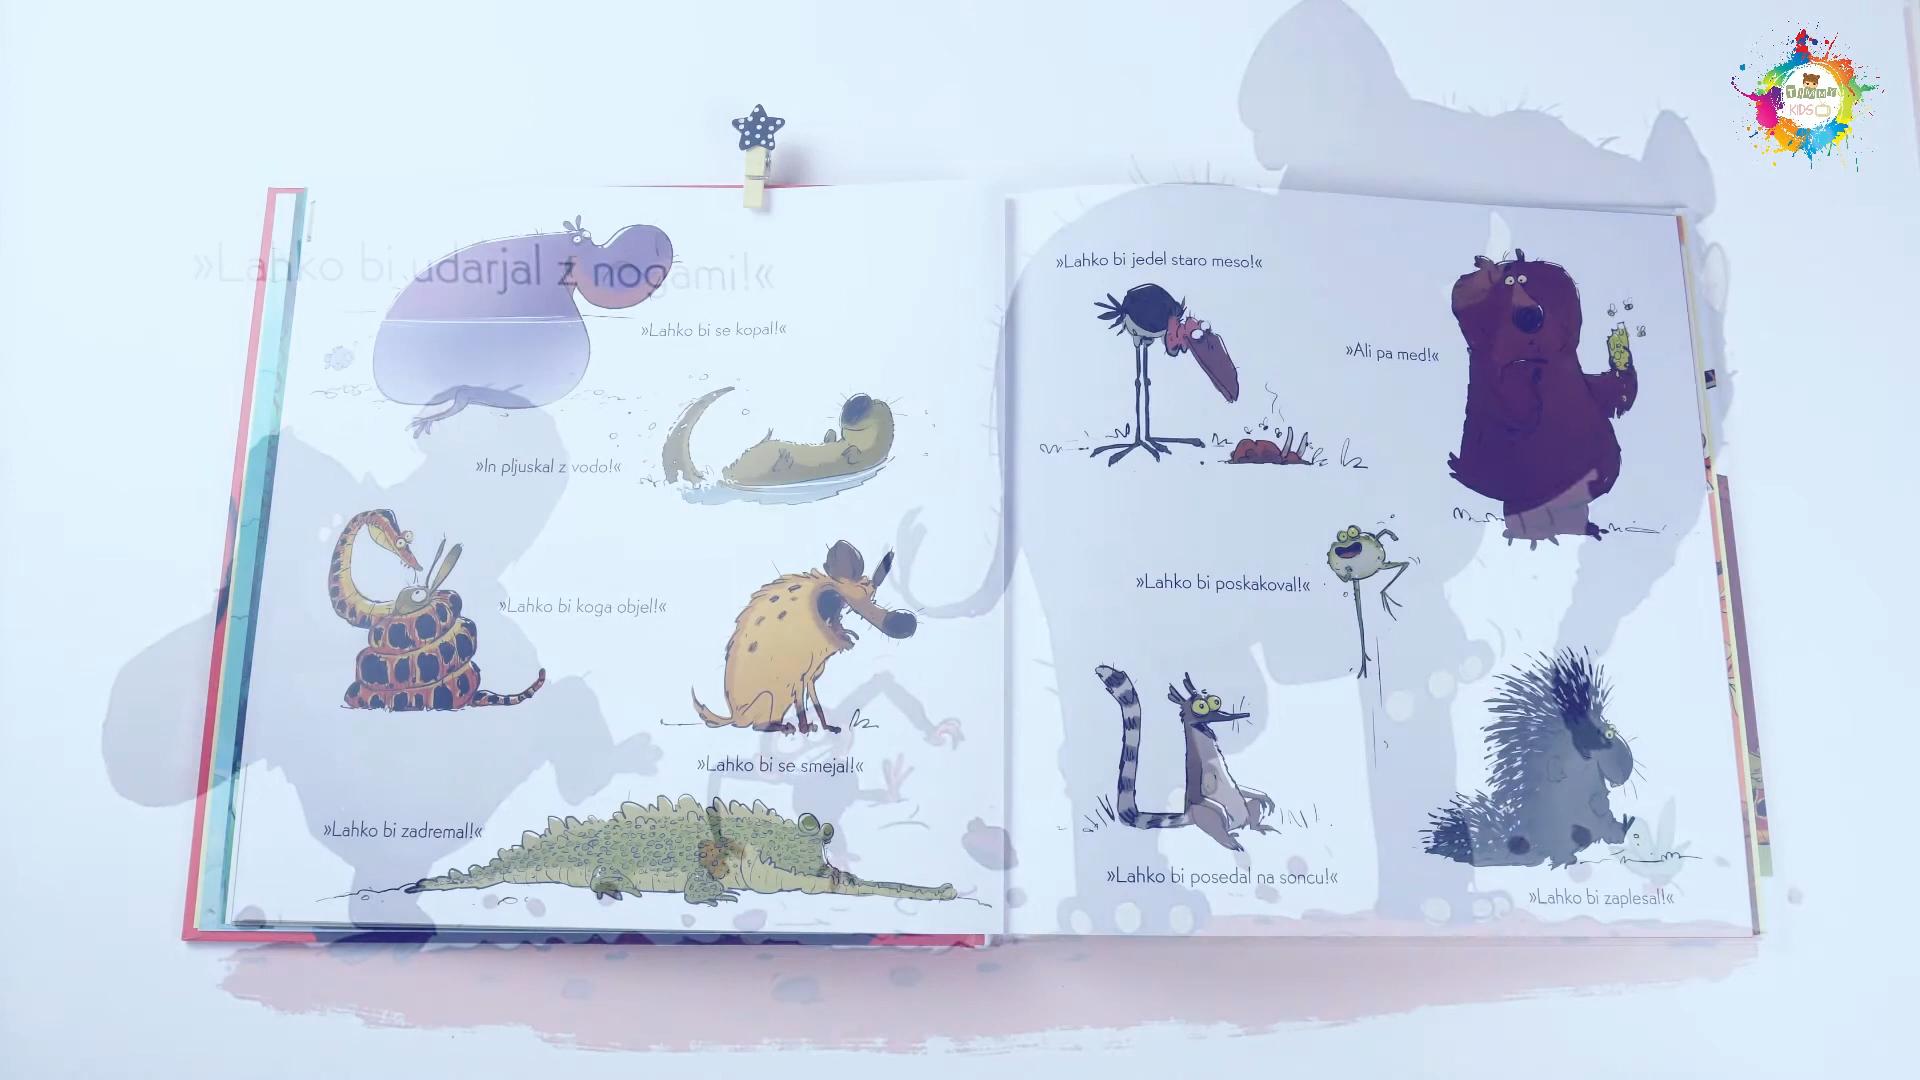 »Lahko bi udarjal z nogami!«
»Lahko bi se kopal!«
»In pljuskal z vodo!«
»Lahko bi koga objel!«
»Lahko bi se smejal!«
»Lahko bi zadremal!«
»Lahko bi jedel staro meso!«
»Ali pa med!«
»Lahko bi poskakoval!«
»Lahko bi posedal na soncu!«
»Lahko bi zaplesal!«
KIDS